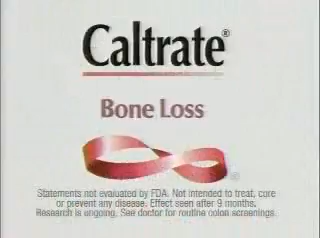 Caltrate®
Bone Loss
®
Statements not evaluated by FDA. Not intended to treat, cure
or prevent any disease. Effect seen after 9 months.
Research is ongoing. See doctor for routine colon screenings.